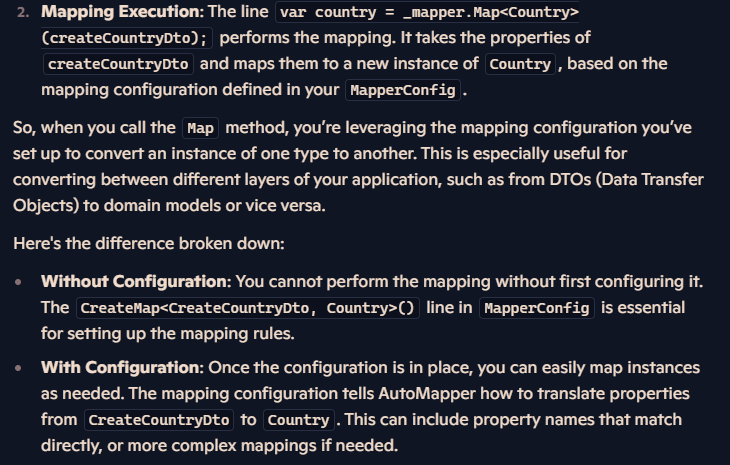 2. Mapping Execution: The line var country = _mapper.Map<Country>
(createCountryDto); performs the mapping. It takes the properties of
createCountryDto and maps them to a new instance of Country, based on the
mapping configuration defined in your MapperConfig.
So, when you call the Map method, you’re leveraging the mapping configuration you’ve
set up to convert an instance of one type to another. This is especially useful for
converting between different layers of your application, such as from DTOs (Data Transfer
Objects) to domain models or vice versa.
Here's the difference broken down:
• Without Configuration: You cannot perform the mapping without first configuring it.
The CreateMap<CreateCountryDto, Country>() line in MapperConfig is essential
for setting up the mapping rules.
• With Configuration: Once the configuration is in place, you can easily map instances
as needed. The mapping configuration tells AutoMapper how to translate properties
from CreateCountryDto to Country. This can include property names that match
directly, or more complex mappings if needed.